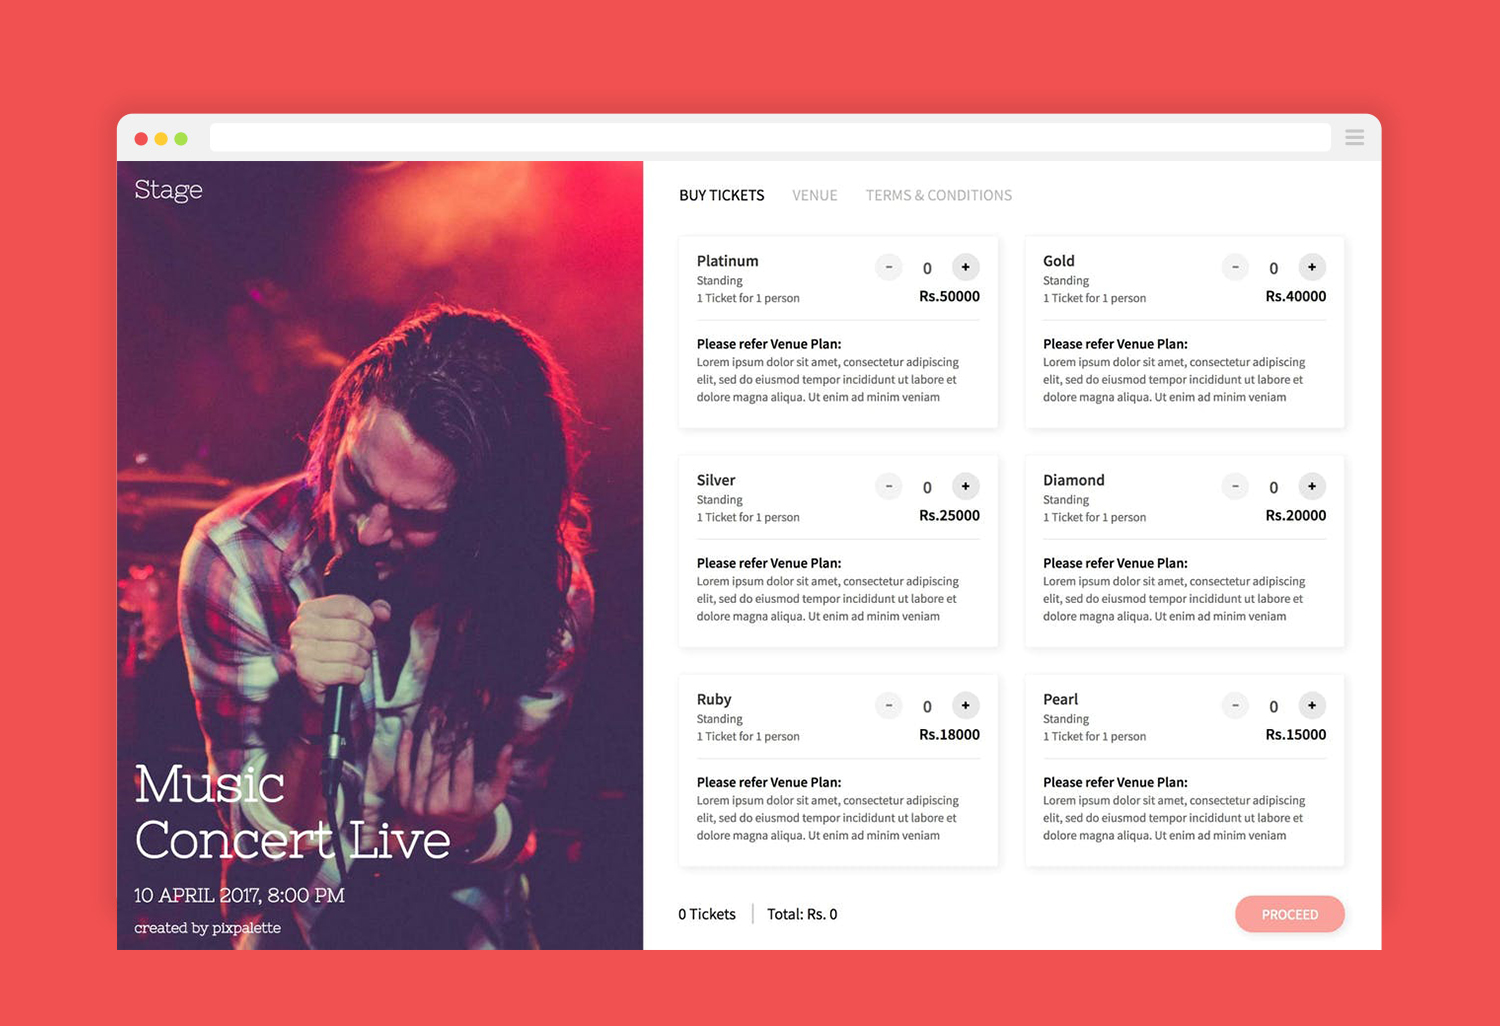 Stage
Music
Concert Live
10 APRIL 2017, 8:00 PM
created by pixpalette
BUY TICKETS VENUE TERMS & CONDITIONS
Platinum - 0 +
Standing
1 Ticket for 1 person Rs.50000
Please refer Venue Plan:
Lorem ipsum dolor sit amet, consectetur adipiscing
elit, sed do eiusmod tempor incididunt ut labore et
dolore magna aliqua. Ut enim ad minim veniam
Gold - 0 +
Standing
1 Ticket for 1 person Rs.40000
Please refer Venue Plan:
Lorem ipsum dolor sit amet, consectetur adipiscing
elit, sed do eiusmod tempor incididunt ut labore et
dolore magna aliqua. Ut enim ad minim veniam
Silver - 0 +
Standing
1 Ticket for 1 person Rs.25000
Please refer Venue Plan:
Lorem ipsum dolor sit amet, consectetur adipiscing
elit, sed do eiusmod tempor incididunt ut labore et
dolore magna aliqua. Ut enim ad minim veniam
Diamond - 0 +
Standing
1 Ticket for 1 person Rs.20000
Please refer Venue Plan:
Lorem ipsum dolor sit amet, consectetur adipiscing
elit, sed do eiusmod tempor incididunt ut labore et
dolore magna aliqua. Ut enim ad minim veniam
Ruby - 0 +
Standing
1 Ticket for 1 person Rs.18000
Please refer Venue Plan:
Lorem ipsum dolor sit amet, consectetur adipiscing
elit, sed do eiusmod tempor incididunt ut labore et
dolore magna aliqua. Ut enim ad minim veniam
Pearl - 0 +
Standing
1 Ticket for 1 person Rs.15000
Please refer Venue Plan:
Lorem ipsum dolor sit amet, consectetur adipiscing
elit, sed do eiusmod tempor incididunt ut labore et
dolore magna aliqua. Ut enim ad minim veniam
0 Tickets | Total: Rs. 0 PROCEED